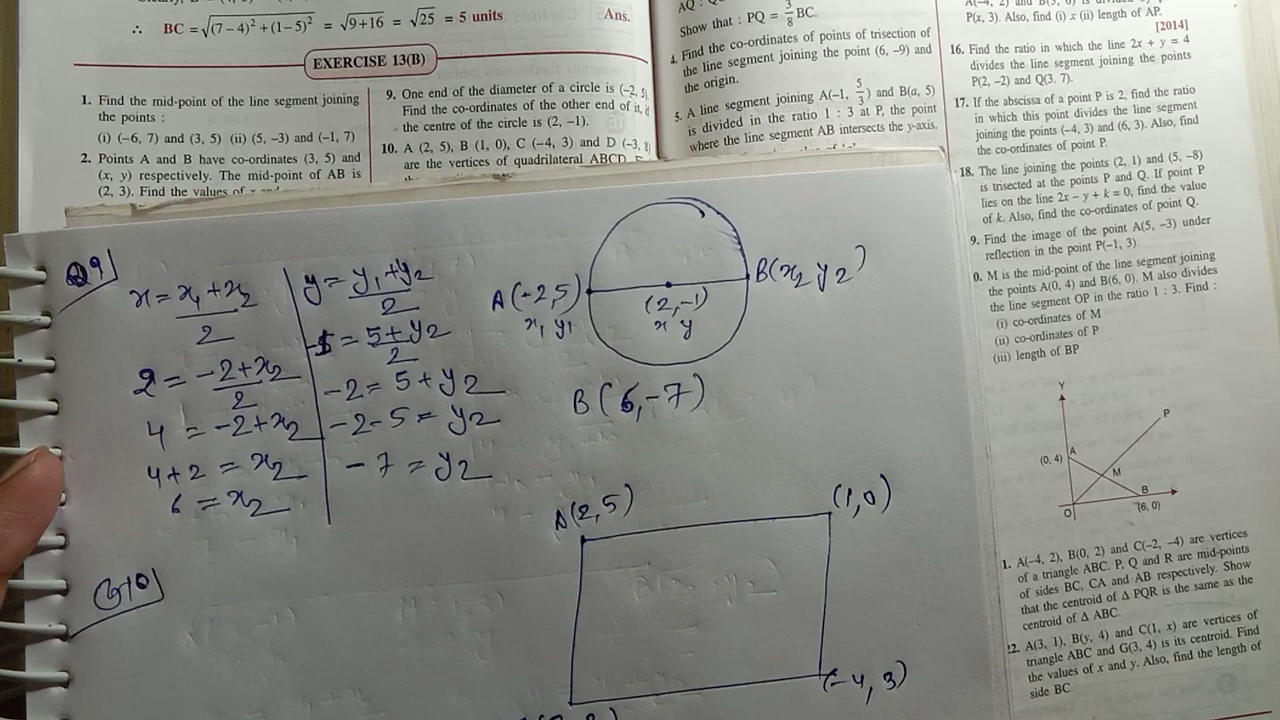 ∴ BC = √(7−4)² + (1−5)² = √9+16 = √25 = 5 units Ans.
EXERCISE 13(B)
1. Find the mid-point of the line segment joining
the points :
(i) (−6, 7) and (3, 5) (ii) (5, −3) and (−1, 7)
2. Points A and B have co-ordinates (3, 5) and
(x, y) respectively. The mid-point of AB is
(2, 3). Find the values of
9. One end of the diameter of a circle is (−2, 5).
Find the co-ordinates of the other end of it, if
the centre of the circle is (2, −1).
10. A (2, 5), B (1, 0), C (−4, 3) and D (−3, 8)
are the vertices of quadrilateral ABCD.
Show that : PQ = 3/8 BC.
4. Find the co-ordinates of points of trisection of
the line segment joining the point (6, −9) and
the origin.
5. A line segment joining A(−1, 5/3) and B(a, 5)
is divided in the ratio 1 : 3 at P, the point
where the line segment AB intersects the y-axis.
P(x, 3). Also, find (i) x (ii) length of AP.
[2014]
16. Find the ratio in which the line 2x + y = 4
divides the line segment joining the points
P(2, −2) and Q(3. 7).
17. If the abscissa of a point P is 2, find the ratio
in which this point divides the line segment
joining the points (−4, 3) and (6, 3). Also, find
the co-ordinates of point P.
18. The line joining the points (2, 1) and (5, −8)
is trisected at the points P and Q. If point P
lies on the line 2x − y + k = 0, find the value
of k. Also, find the co-ordinates of point Q.
9. Find the image of the point A(5, −3) under
reflection in the point P(−1, 3).
0. M is the mid-point of the line segment joining
the points A(0, 4) and B(6, 0). M also divides
the line segment OP in the ratio 1 : 3. Find :
(i) co-ordinates of M
(ii) co-ordinates of P
(iii) length of BP
Y
P
(0, 4) A
M
B
O (6, 0)
1. A(−4, 2), B(0, 2) and C(−2, −4) are vertices
of a triangle ABC. P, Q and R are mid-points
of sides BC, CA and AB respectively. Show
that the centroid of Δ PQR is the same as the
centroid of Δ ABC.
22. A(3, 1), B(y, 4) and C(1, x) are vertices of
triangle ABC and G(3, 4) is its centroid. Find
the values of x and y. Also, find the length of
side BC.
Q9]
x = x₁+x₂/2
2 = −2+x₂/2
4 = −2+x₂
4+2 = x₂
6 = x₂
y = y₁+y₂/2
−1 = 5+y₂/2
−2 = 5+y₂
−2−5 = y₂
−7 = y₂
A(−2,5)
x₁ y₁
(2,−1)
x y
B(x₂ y₂)
B(6,−7)
Q10]
A(2,5)
(1,0)
(−4,3)